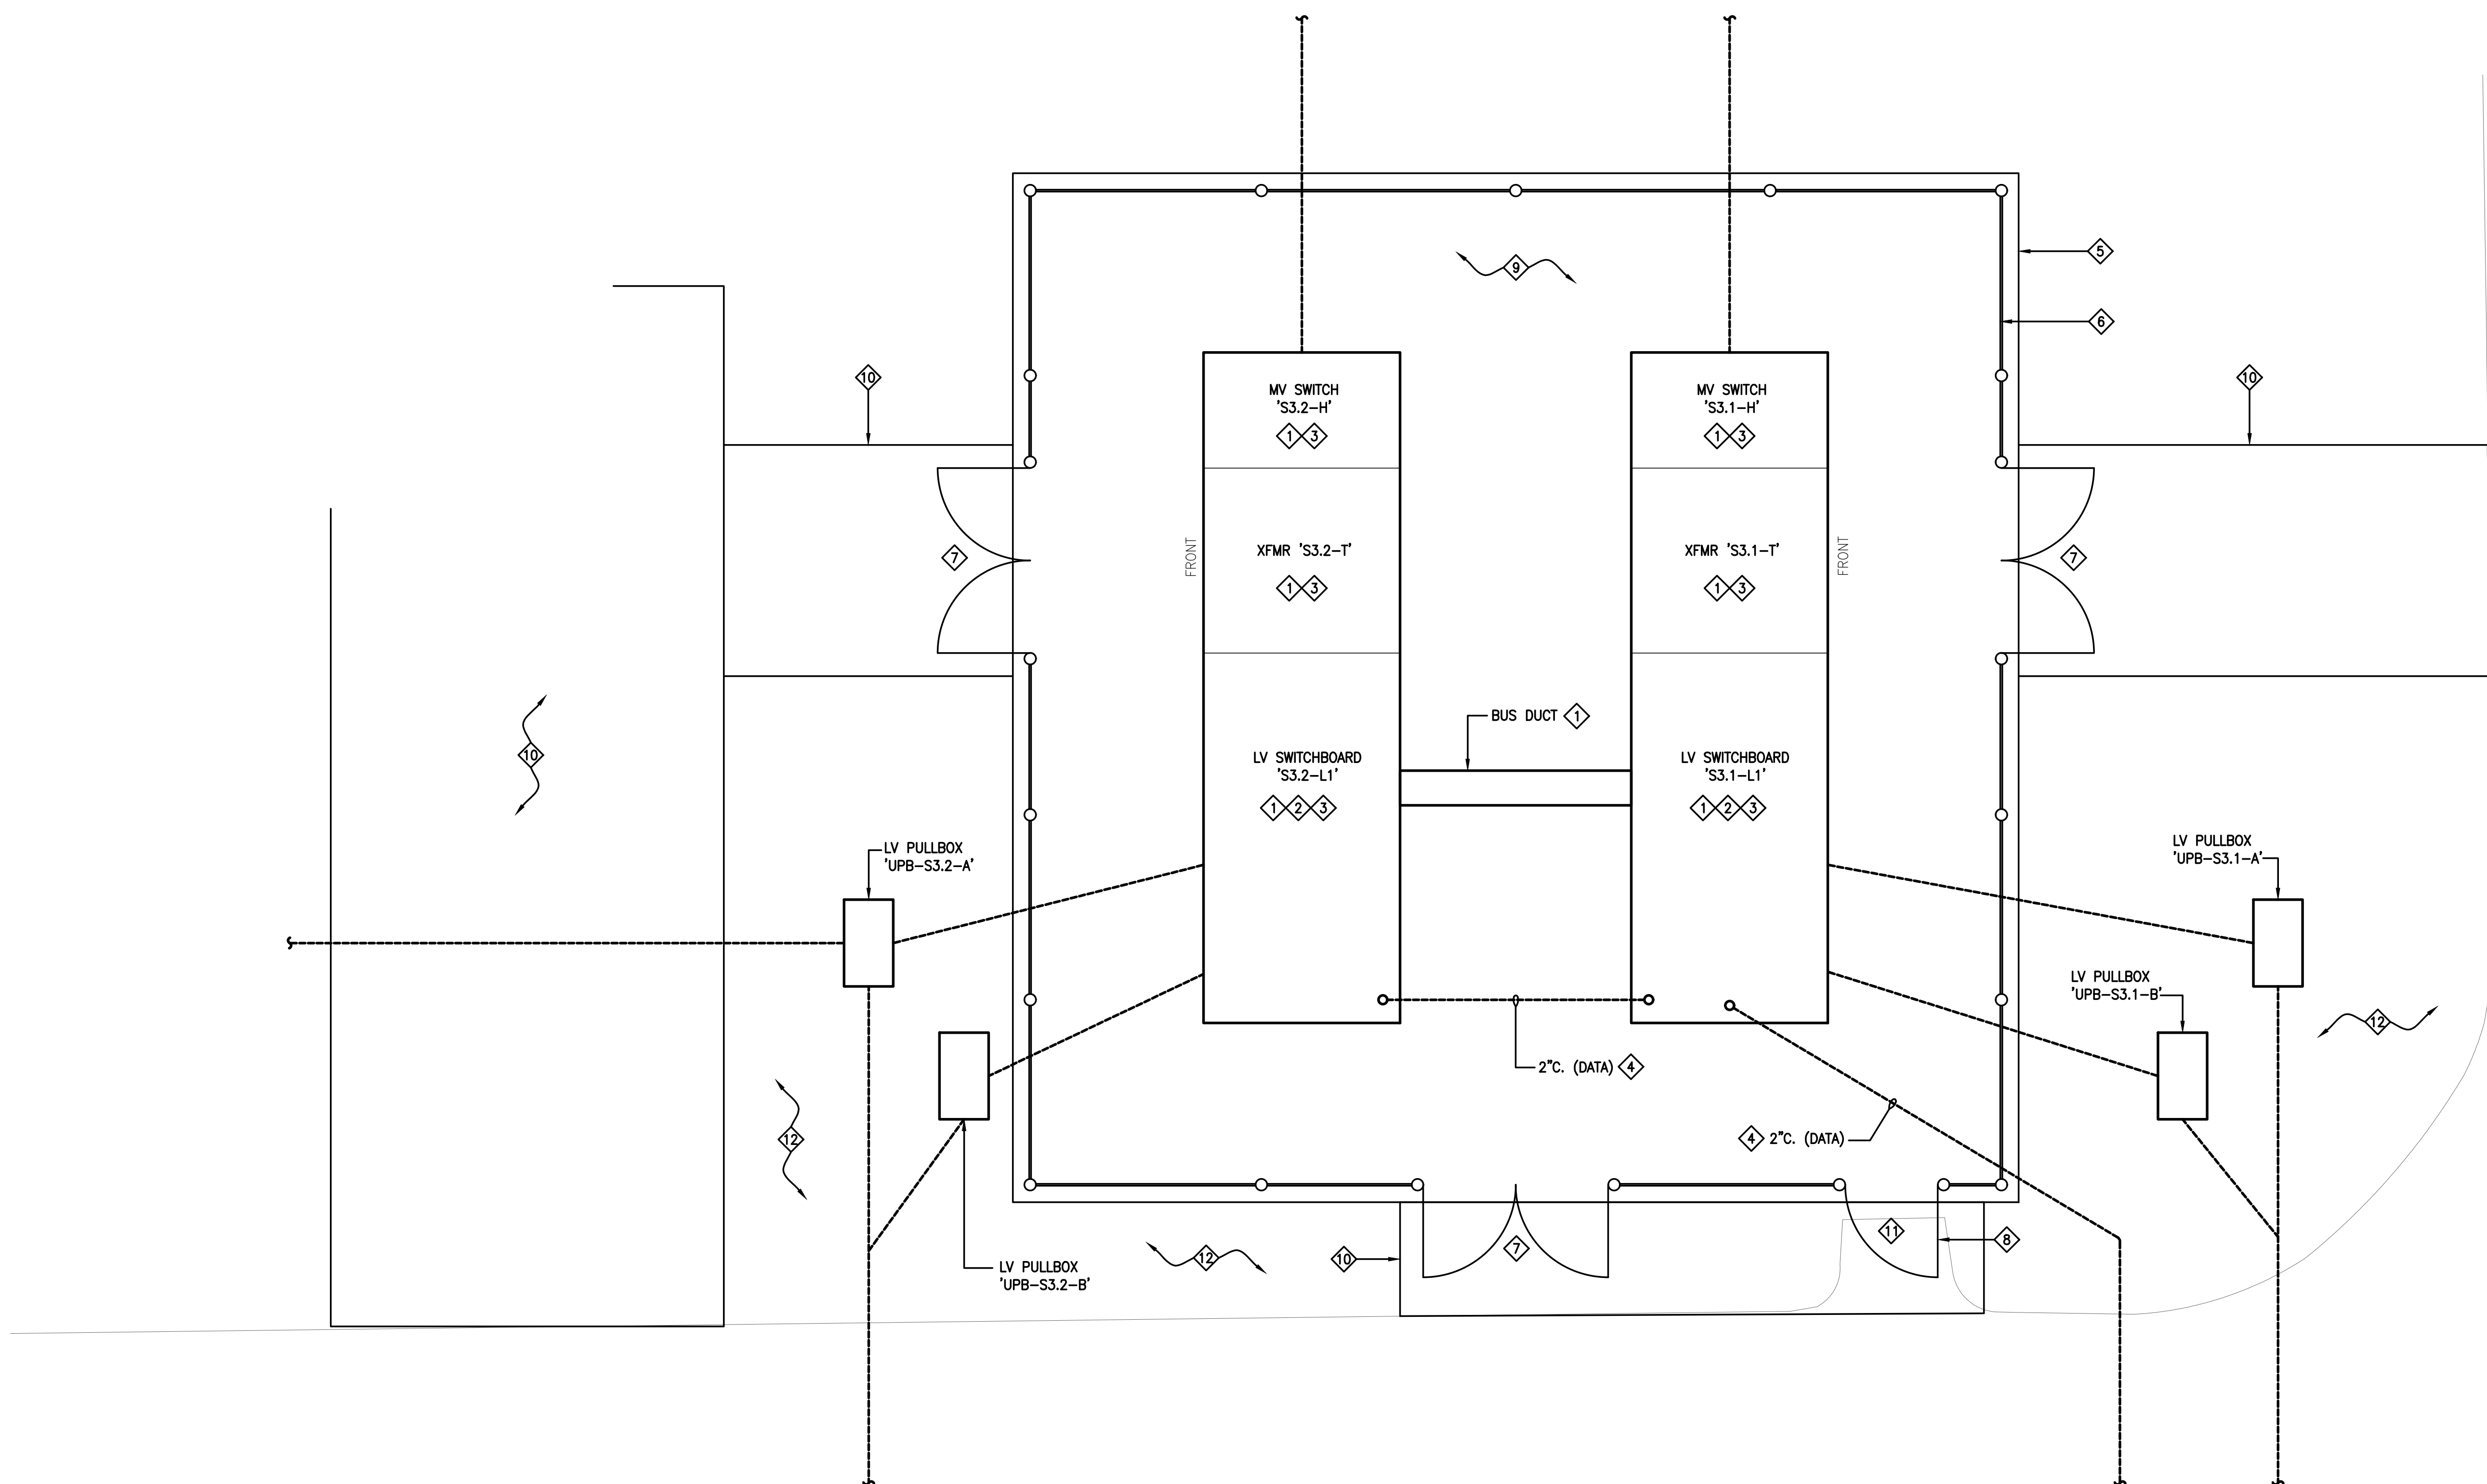 5
9
6
10
10
MV SWITCH
'S3.2-H'
1 3
MV SWITCH
'S3.1-H'
1 3
FRONT
XFMR 'S3.2-T'
1 3
XFMR 'S3.1-T'
1 3
FRONT
7
7
BUS DUCT 1
10
LV SWITCHBOARD
'S3.2-L1'
1 2 3
LV SWITCHBOARD
'S3.1-L1'
1 2 3
LV PULLBOX
'UPB-S3.2-A'
LV PULLBOX
'UPB-S3.1-A'
LV PULLBOX
'UPB-S3.1-B'
12
2"C. (DATA) 4
4 2"C. (DATA)
12
LV PULLBOX
'UPB-S3.2-B'
12
10
7
11
8